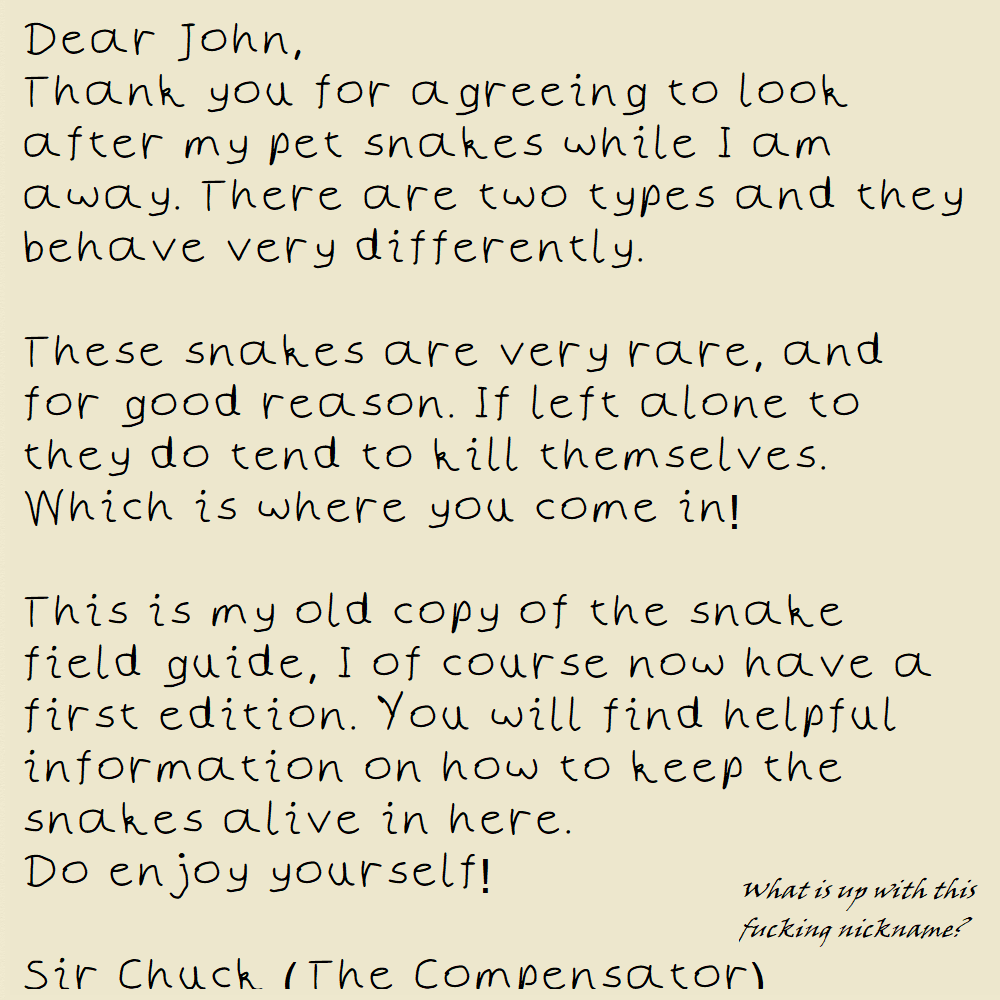 Dear John,
Thank you for agreeing to look
after my pet snakes while I am
away. There are two types and they
behave very differently.
These snakes are very rare, and
for good reason. If left alone to
they do tend to kill themselves.
Which is where you come in!
This is my old copy of the snake
field guide, I of course now have a
first edition. You will find helpful
information on how to keep the
snakes alive in here.
Do enjoy yourself!
What is up with this
fucking nickname?
Sir Chuck (The Compensator)